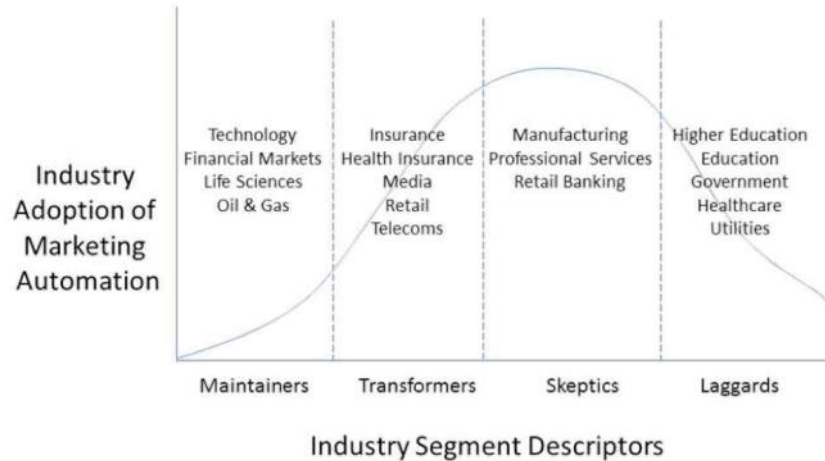 Industry
Adoption of
Marketing
Automation
Technology
Financial Markets
Life Sciences
Oil & Gas
Insurance
Health Insurance
Media
Retail
Telecoms
Manufacturing
Professional Services
Retail Banking
Higher Education
Education
Government
Healthcare
Utilities
Maintainers
Transformers
Skeptics
Laggards
Industry Segment Descriptors